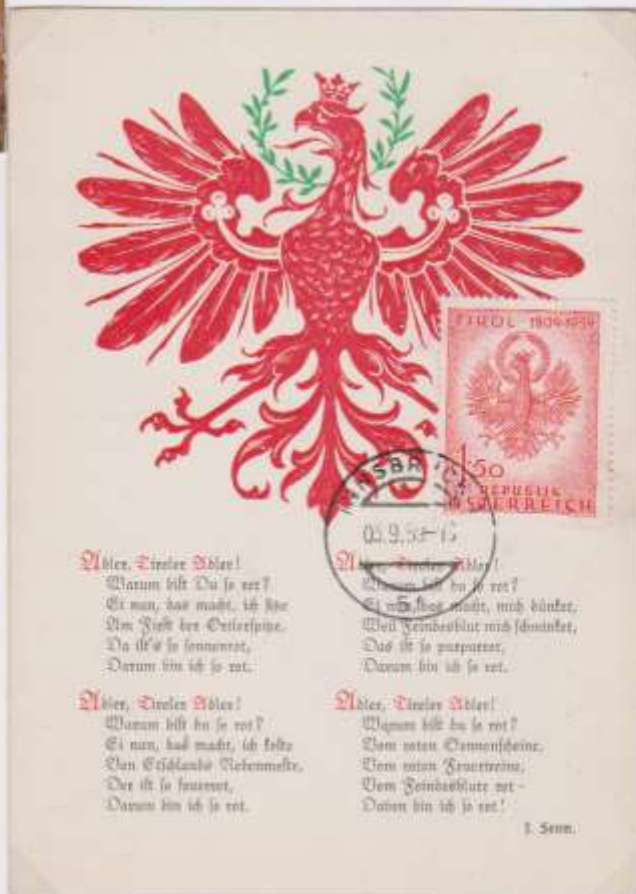 TIROL 1809-1959
1·50
REPUBLIK
ÖSTERREICH
INNSBRUCK
9.59-
Adler, Tiroler Adler!
Warum bist Du so rot?
Ei nun, das macht, ich sitze
Am First der Ortlerspitze,
Da ist's so sonnenrot,
Darum bin ich so rot.
Adler, Tiroler Adler!
Warum bist du so rot?
Ei nun, das macht, ich koste
Von Etschlands Rebenmoste,
Der ist so feuerrot,
Darum bin ich so rot.
Adler, Tiroler Adler!
Warum bist du so rot?
Ei nun, das macht, mich dünket,
Weil Feindesblut mich schminket,
Das ist so purpurrot,
Darum bin ich so rot.
Adler, Tiroler Adler!
Warum bist du so rot?
Vom roten Sonnenscheine,
Vom roten Feuerweine,
Vom Feindesblute rot -
Davon bin ich so rot!
J. Senn.